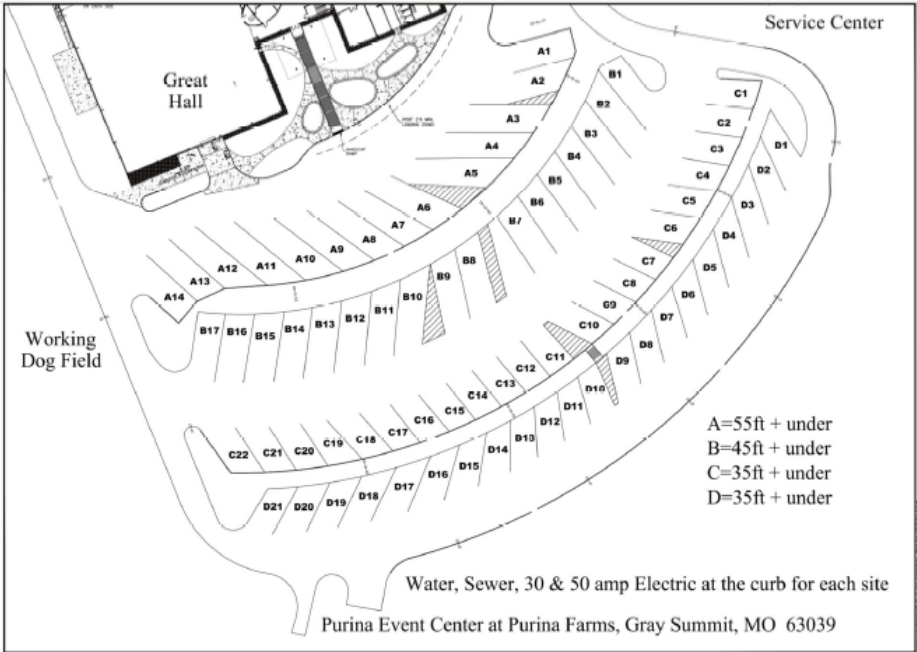 Service Center
Great
Hall
Working
Dog Field
A1
A2
A3
A4
A5
A6
A7
A8
A9
A10
A11
A12
A13
A14
B1
B2
B3
B4
B5
B6
B7
B8
B9
B10
B11
B12
B13
B14
B15
B16
B17
C1
C2
C3
C4
C5
C6
C7
C8
C9
C10
C11
C12
C13
C14
C15
C16
C17
C18
C19
C20
C21
C22
D1
D2
D3
D4
D5
D6
D7
D8
D9
D10
D11
D12
D13
D14
D15
D16
D17
D18
D19
D20
D21
A=55ft + under
B=45ft + under
C=35ft + under
D=35ft + under
Water, Sewer, 30 & 50 amp Electric at the curb for each site
Purina Event Center at Purina Farms, Gray Summit, MO 63039